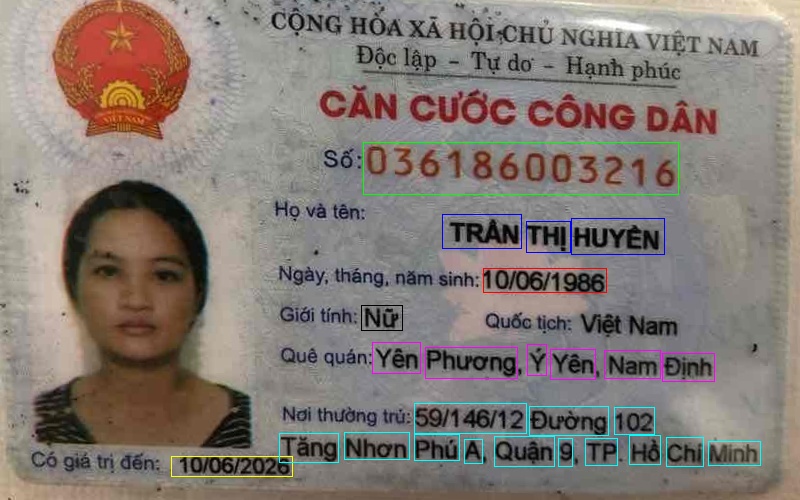 CỘNG HÒA XÃ HỘI CHỦ NGHĨA VIỆT NAM
Độc lập - Tự do - Hạnh phúc
CĂN CƯỚC CÔNG DÂN
VIỆT NAM
Số: 036186003216
Họ và tên:
TRẦN THỊ HUYỀN
Ngày, tháng, năm sinh: 10/06/1986
Giới tính: Nữ Quốc tịch: Việt Nam
Quê quán: Yên Phương, Ý Yên, Nam Định
Nơi thường trú: 59/146/12 Đường 102
Tăng Nhơn Phú A, Quận 9, TP. Hồ Chí Minh
Có giá trị đến: 10/06/2026